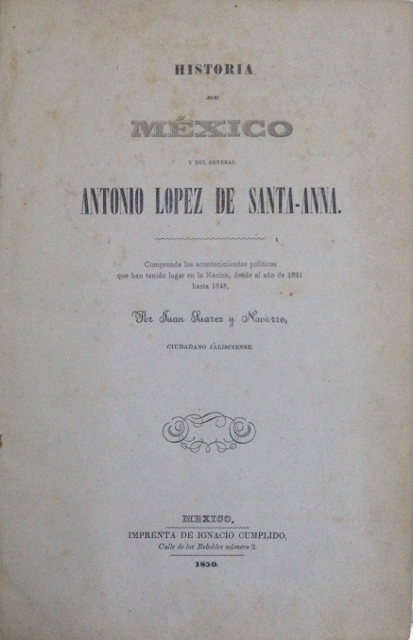 HISTORIA
DE
MÉXICO
Y DEL GENERAL
ANTONIO LOPEZ DE SANTA-ANNA.
Comprende los acontecimientos políticos
que han tenido lugar en la Nacion, desde el año de 1821
hasta 1848,
Por Juan Suarez y Navarro,
CIUDADANO JALISCIENSE.
MEXICO,
IMPRENTA DE IGNACIO CUMPLIDO,
Calle de los Rebeldes número 2.
1850.